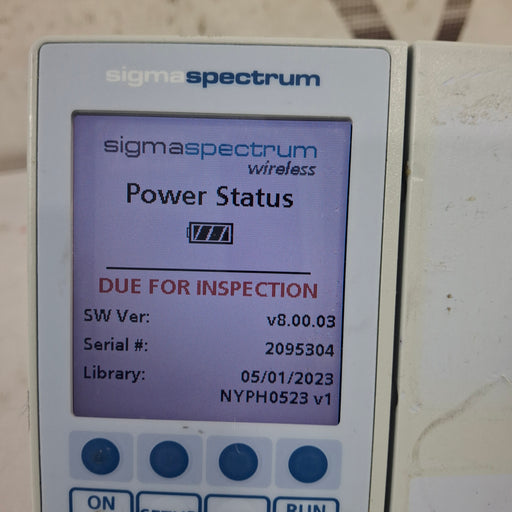 sigmaspectrum
sigmaspectrum
wireless
Power Status
DUE FOR INSPECTION
SW Ver: v8.00.03
Serial #: 2095304
Library: 05/01/2023
NYPH0523 v1
ON RUN